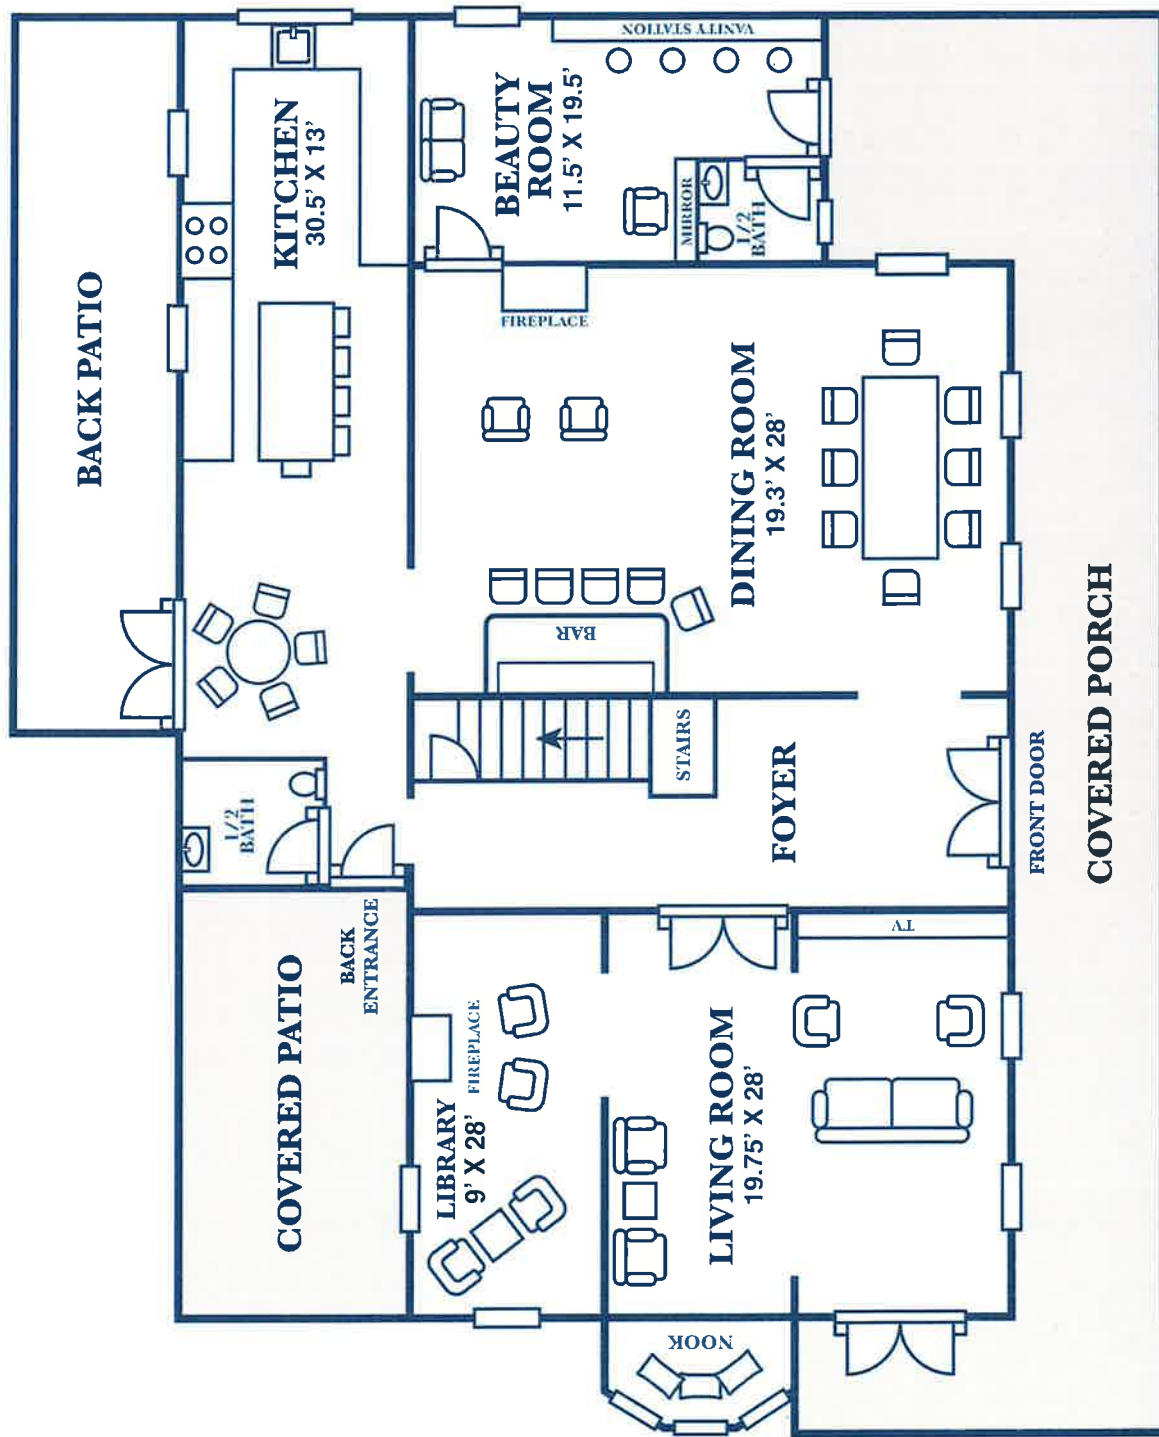 BACK PATIO
KITCHEN
30.5' X 13'
BEAUTY
ROOM
11.5' X 19.5'
VANITY STATION
MIRROR
1/2
BATH
FIREPLACE
DINING ROOM
19.3' X 28'
BAR
STAIRS
FOYER
FRONT DOOR
COVERED PORCH
1/2
BATH
BACK
ENTRANCE
COVERED PATIO
FIREPLACE
LIBRARY
9' X 28'
LIVING ROOM
19.75' X 28'
TV
NOOK